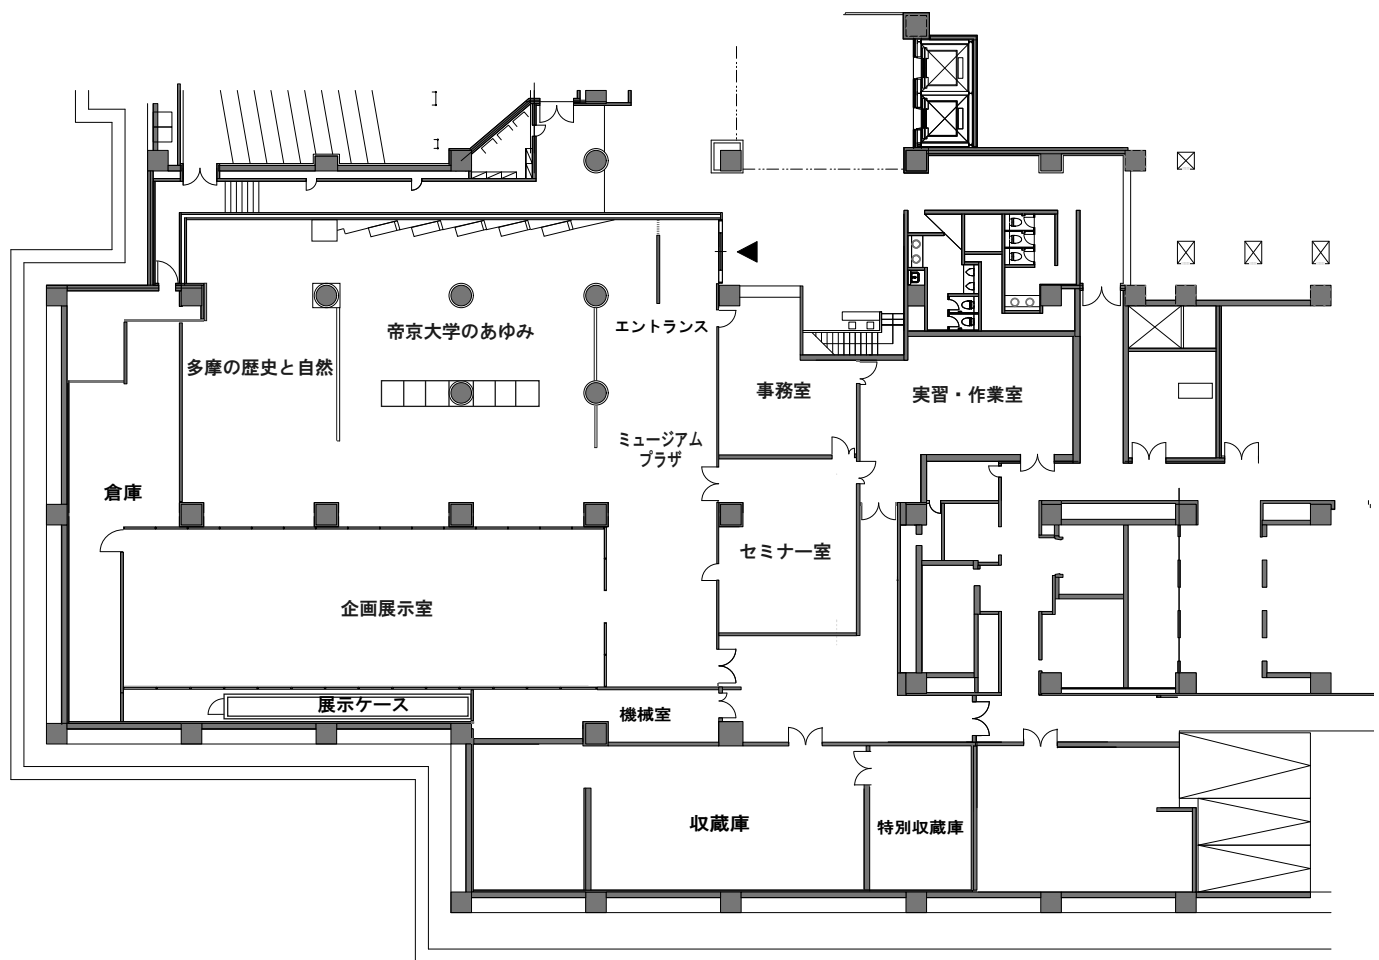 エントランス
帝京大学のあゆみ
多摩の歴史と自然
事務室
実習・作業室
ミュージアム
プラザ
倉庫
セミナー室
企画展示室
展示ケース
機械室
収蔵庫
特別収蔵庫